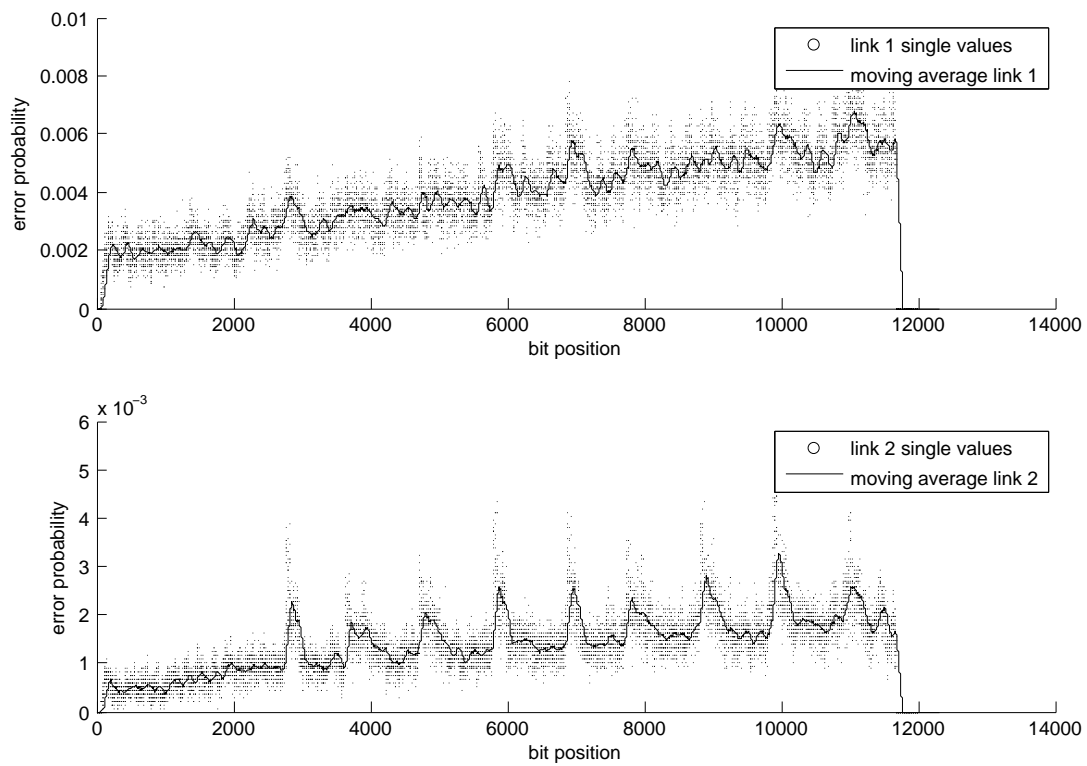 0.01
0.008
0.006
0.004
0.002
0
error probability
link 1 single values
moving average link 1
0 2000 4000 6000 8000 10000 12000 14000
bit position
x 10⁻³
6
5
4
3
2
1
0
error probability
link 2 single values
moving average link 2
0 2000 4000 6000 8000 10000 12000 14000
bit position